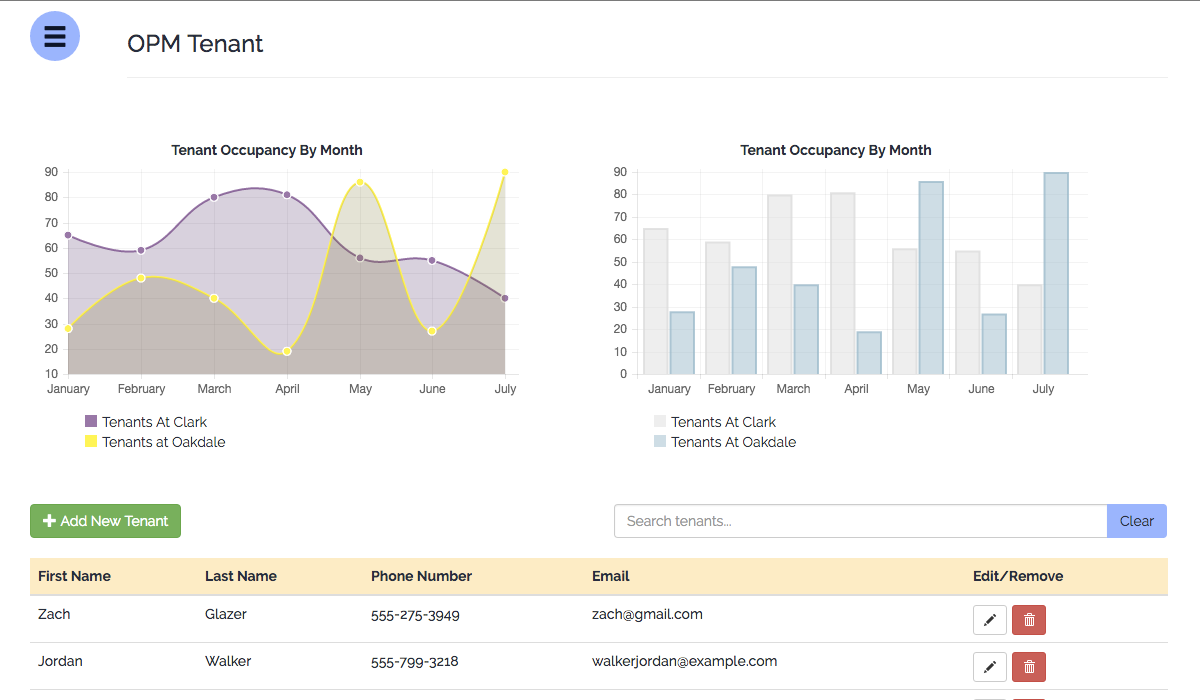 OPM Tenant
Tenant Occupancy By Month
90
80
70
60
50
40
30
20
10
January February March April May June July
Tenants At Clark
Tenants at Oakdale
Tenant Occupancy By Month
90
80
70
60
50
40
30
20
10
0
January February March April May June July
Tenants At Clark
Tenants At Oakdale
Add New Tenant
Search tenants... Clear
First Name Last Name Phone Number Email Edit/Remove
Zach Glazer 555-275-3949 zach@gmail.com
Jordan Walker 555-799-3218 walkerjordan@example.com